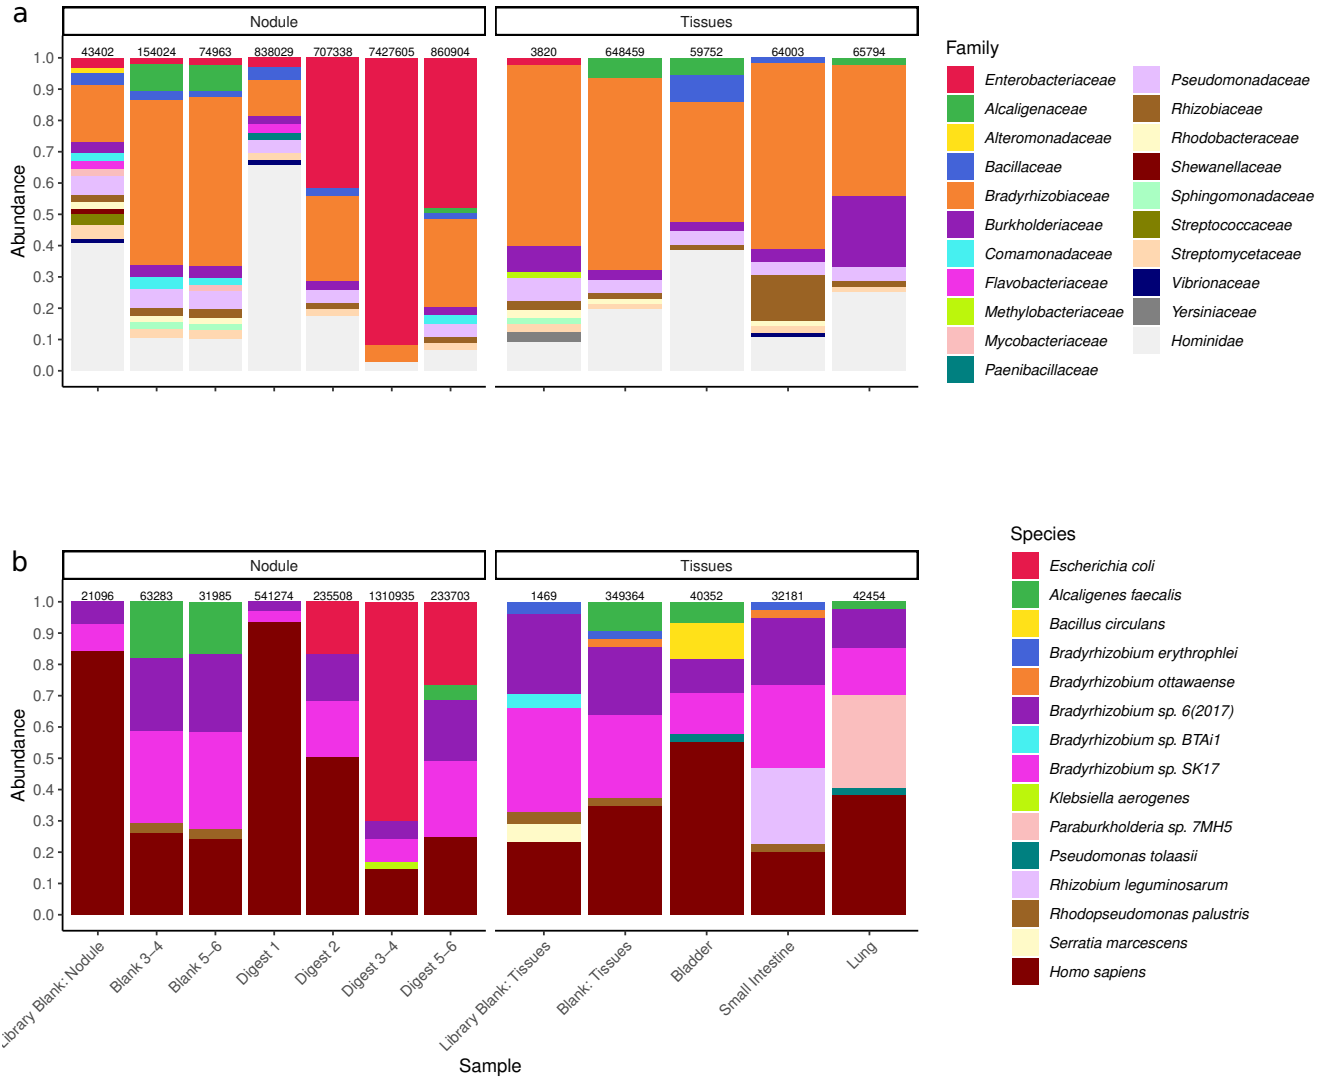 a
Nodule
Tissues
43402 154024 74963 838029 707338 7427605 860904
3820 648459 59752 64003 65794
1.0
0.9
0.8
0.7
0.6
0.5
0.4
0.3
0.2
0.1
0.0
Abundance
Family
Enterobacteriaceae
Alcaligenaceae
Alteromonadaceae
Bacillaceae
Bradyrhizobiaceae
Burkholderiaceae
Comamonadaceae
Flavobacteriaceae
Methylobacteriaceae
Mycobacteriaceae
Paenibacillaceae
Pseudomonadaceae
Rhizobiaceae
Rhodobacteraceae
Shewanellaceae
Sphingomonadaceae
Streptococcaceae
Streptomycetaceae
Vibrionaceae
Yersiniaceae
Hominidae
b
Nodule
Tissues
21096 63283 31985 541274 235508 1310935 233703
1469 349364 40352 32181 42454
1.0
0.9
0.8
0.7
0.6
0.5
0.4
0.3
0.2
0.1
0.0
Abundance
Library Blank: Nodule
Blank 3–4
Blank 5–6
Digest 1
Digest 2
Digest 3–4
Digest 5–6
Library Blank: Tissues
Blank: Tissues
Bladder
Small Intestine
Lung
Sample
Species
Escherichia coli
Alcaligenes faecalis
Bacillus circulans
Bradyrhizobium erythrophlei
Bradyrhizobium ottawaense
Bradyrhizobium sp. 6(2017)
Bradyrhizobium sp. BTAi1
Bradyrhizobium sp. SK17
Klebsiella aerogenes
Paraburkholderia sp. 7MH5
Pseudomonas tolaasii
Rhizobium leguminosarum
Rhodopseudomonas palustris
Serratia marcescens
Homo sapiens